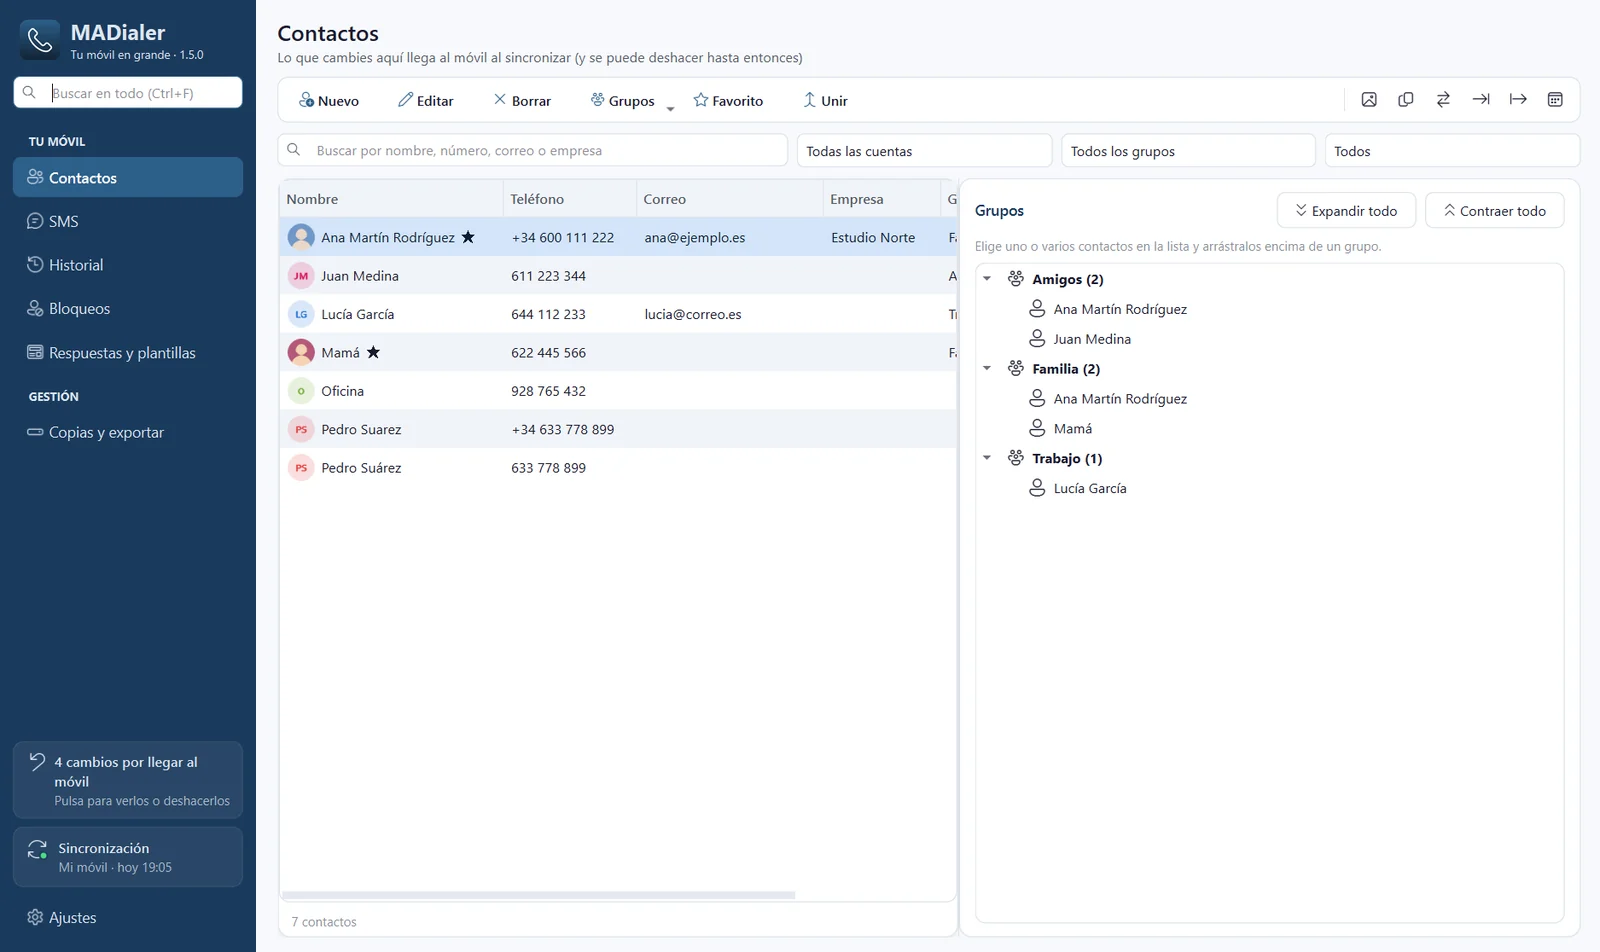 MADialer
Tu móvil en grande · 1.5.0
Buscar en todo (Ctrl+F)
TU MÓVIL
Contactos
SMS
Historial
Bloqueos
Respuestas y plantillas
GESTIÓN
Copias y exportar
4 cambios por llegar al
móvil
Pulsa para verlos o deshacerlos
Sincronización
Mi móvil · hoy 19:05
Ajustes
Contactos
Lo que cambies aquí llega al móvil al sincronizar (y se puede deshacer hasta entonces)
Nuevo Editar Borrar Grupos Favorito Unir
Buscar por nombre, número, correo o empresa Todas las cuentas Todos los grupos Todos
Nombre Teléfono Correo Empresa G
Ana Martín Rodríguez ★ +34 600 111 222 ana@ejemplo.es Estudio Norte Fa
JM Juan Medina 611 223 344 A
LG Lucía García 644 112 233 lucia@correo.es Tr
Mamá ★ 622 445 566 Fa
O Oficina 928 765 432
PS Pedro Suarez +34 633 778 899
PS Pedro Suárez 633 778 899
7 contactos
Grupos Expandir todo Contraer todo
Elige uno o varios contactos en la lista y arrástralos encima de un grupo.
Amigos (2)
Ana Martín Rodríguez
Juan Medina
Familia (2)
Ana Martín Rodríguez
Mamá
Trabajo (1)
Lucía García